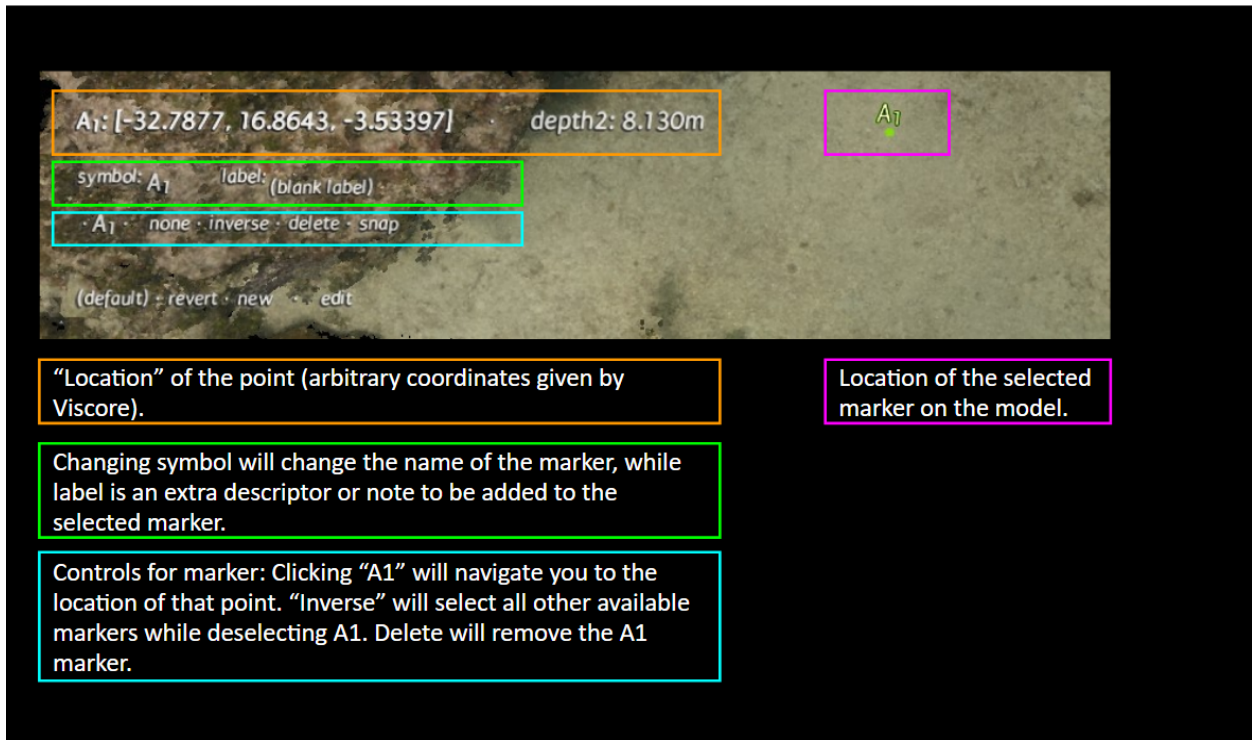 A1: [-32.7877, 16.8643, -3.53397] · depth2: 8.130m
A1
symbol: A1 label: (blank label)
· A1 · none · inverse · delete · snap
(default) · revert · new · · edit
“Location” of the point (arbitrary coordinates given by
Viscore).
Location of the selected
marker on the model.
Changing symbol will change the name of the marker, while
label is an extra descriptor or note to be added to the
selected marker.
Controls for marker: Clicking “A1” will navigate you to the
location of that point. “Inverse” will select all other available
markers while deselecting A1. Delete will remove the A1
marker.